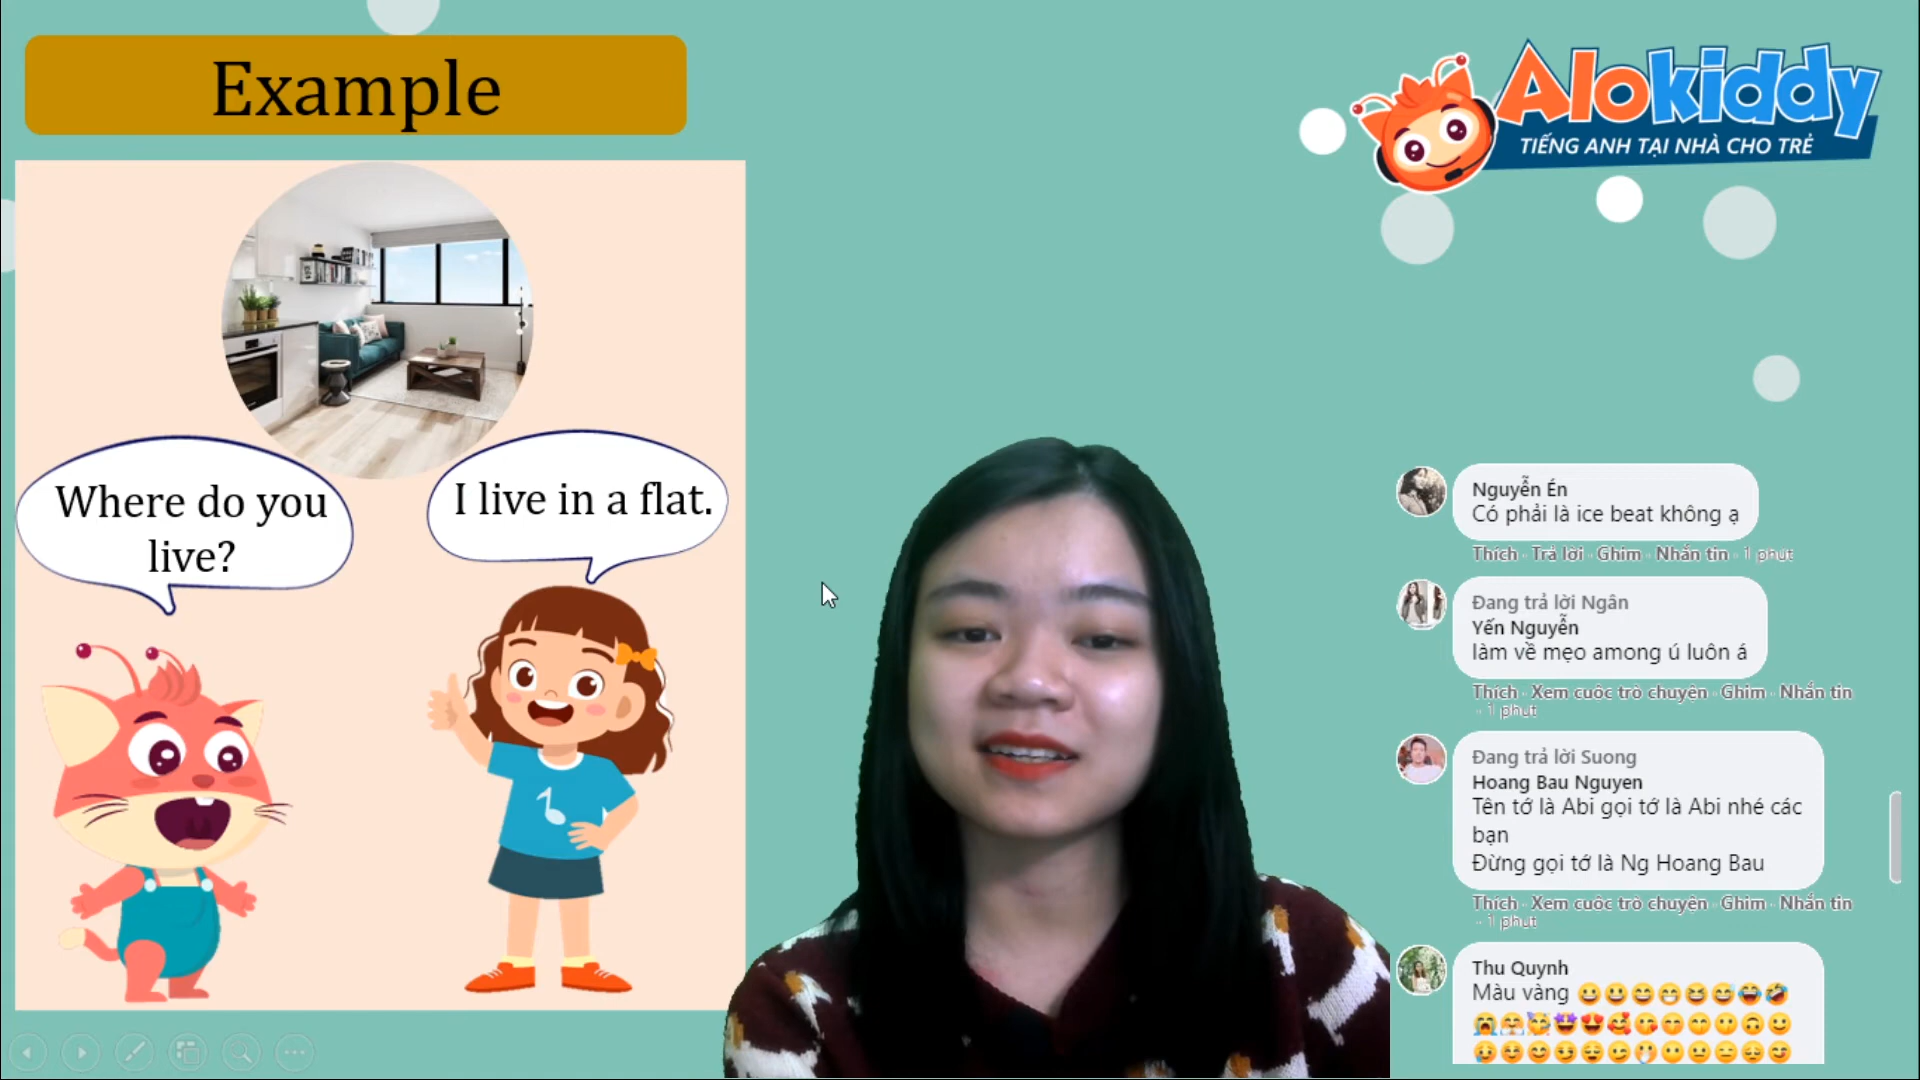 Example
Alokiddy
TIẾNG ANH TẠI NHÀ CHO TRẺ
Where do you
live?
I live in a flat.
Nguyễn Én
Có phải là ice beat không ạ
Thích · Trả lời · Ghim · Nhắn tin · 1 phút
Đang trả lời Ngân
Yến Nguyễn
làm về mẹo among ú luôn á
Thích · Xem cuộc trò chuyện · Ghim · Nhắn tin
· 1 phút
Đang trả lời Suong
Hoang Bau Nguyen
Tên tớ là Abi gọi tớ là Abi nhé các
bạn
Đừng gọi tớ là Ng Hoang Bau
Thích · Xem cuộc trò chuyện · Ghim · Nhắn tin
· 1 phút
Thu Quynh
Màu vàng